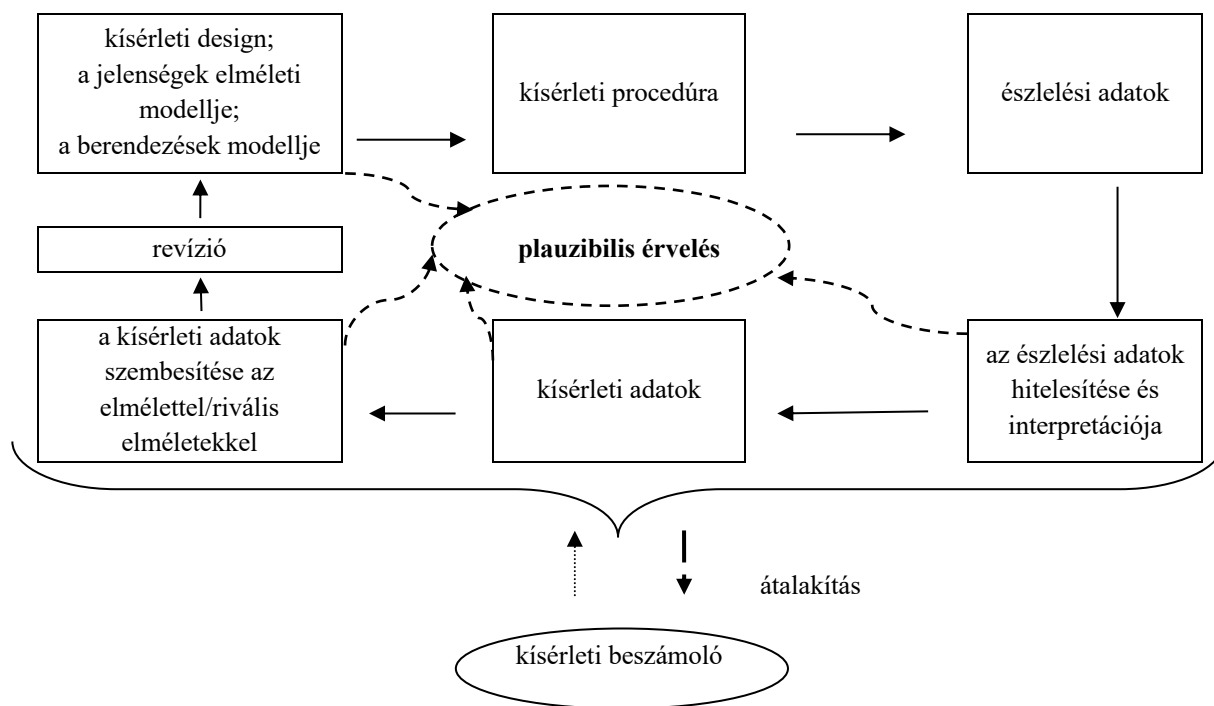 kísérleti design;
a jelenségek elméleti
modellje;
a berendezések modellje
kísérleti procedúra
észlelési adatok
revízió
plauzibilis érvelés
a kísérleti adatok
szembesítése az
elmélettel/rivális
elméletekkel
kísérleti adatok
az észlelési adatok
hitelesítése és
interpretációja
átalakítás
kísérleti beszámoló